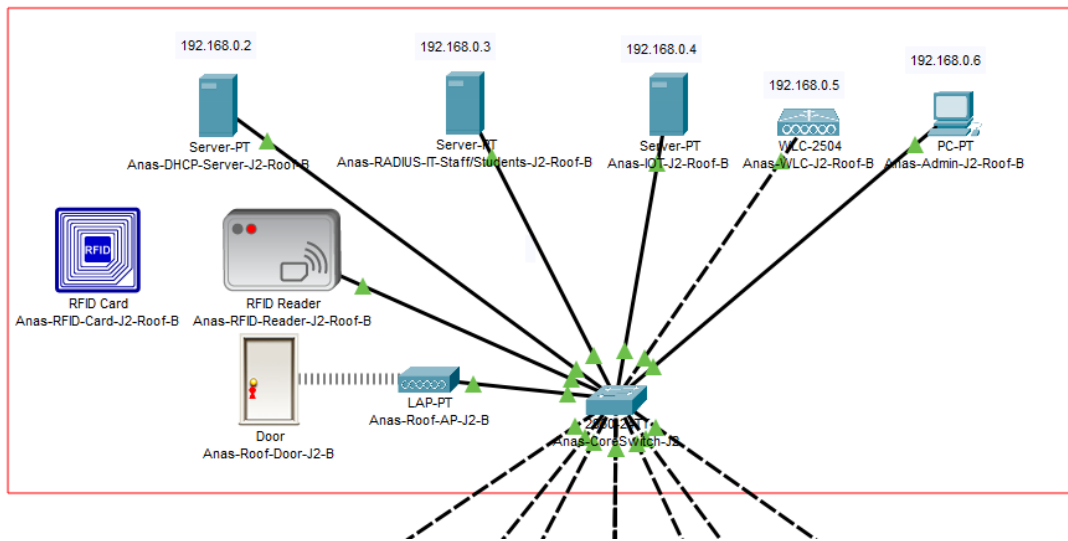 192.168.0.2
192.168.0.3
192.168.0.4
192.168.0.5
192.168.0.6
Server-PT
Anas-DHCP-Server-J2-Roof-B
Server-PT
Anas-RADIUS-IT-Staff/Students-J2-Roof-B
Server-PT
Anas-IOT-J2-Roof-B
WLC-2504
Anas-WLC-J2-Roof-B
PC-PT
Anas-Admin-J2-Roof-B
RFID
RFID Card
Anas-RFID-Card-J2-Roof-B
RFID Reader
Anas-RFID-Reader-J2-Roof-B
Door
Anas-Roof-Door-J2-B
LAP-PT
Anas-Roof-AP-J2-B
Anas-CoreSwitch-J2